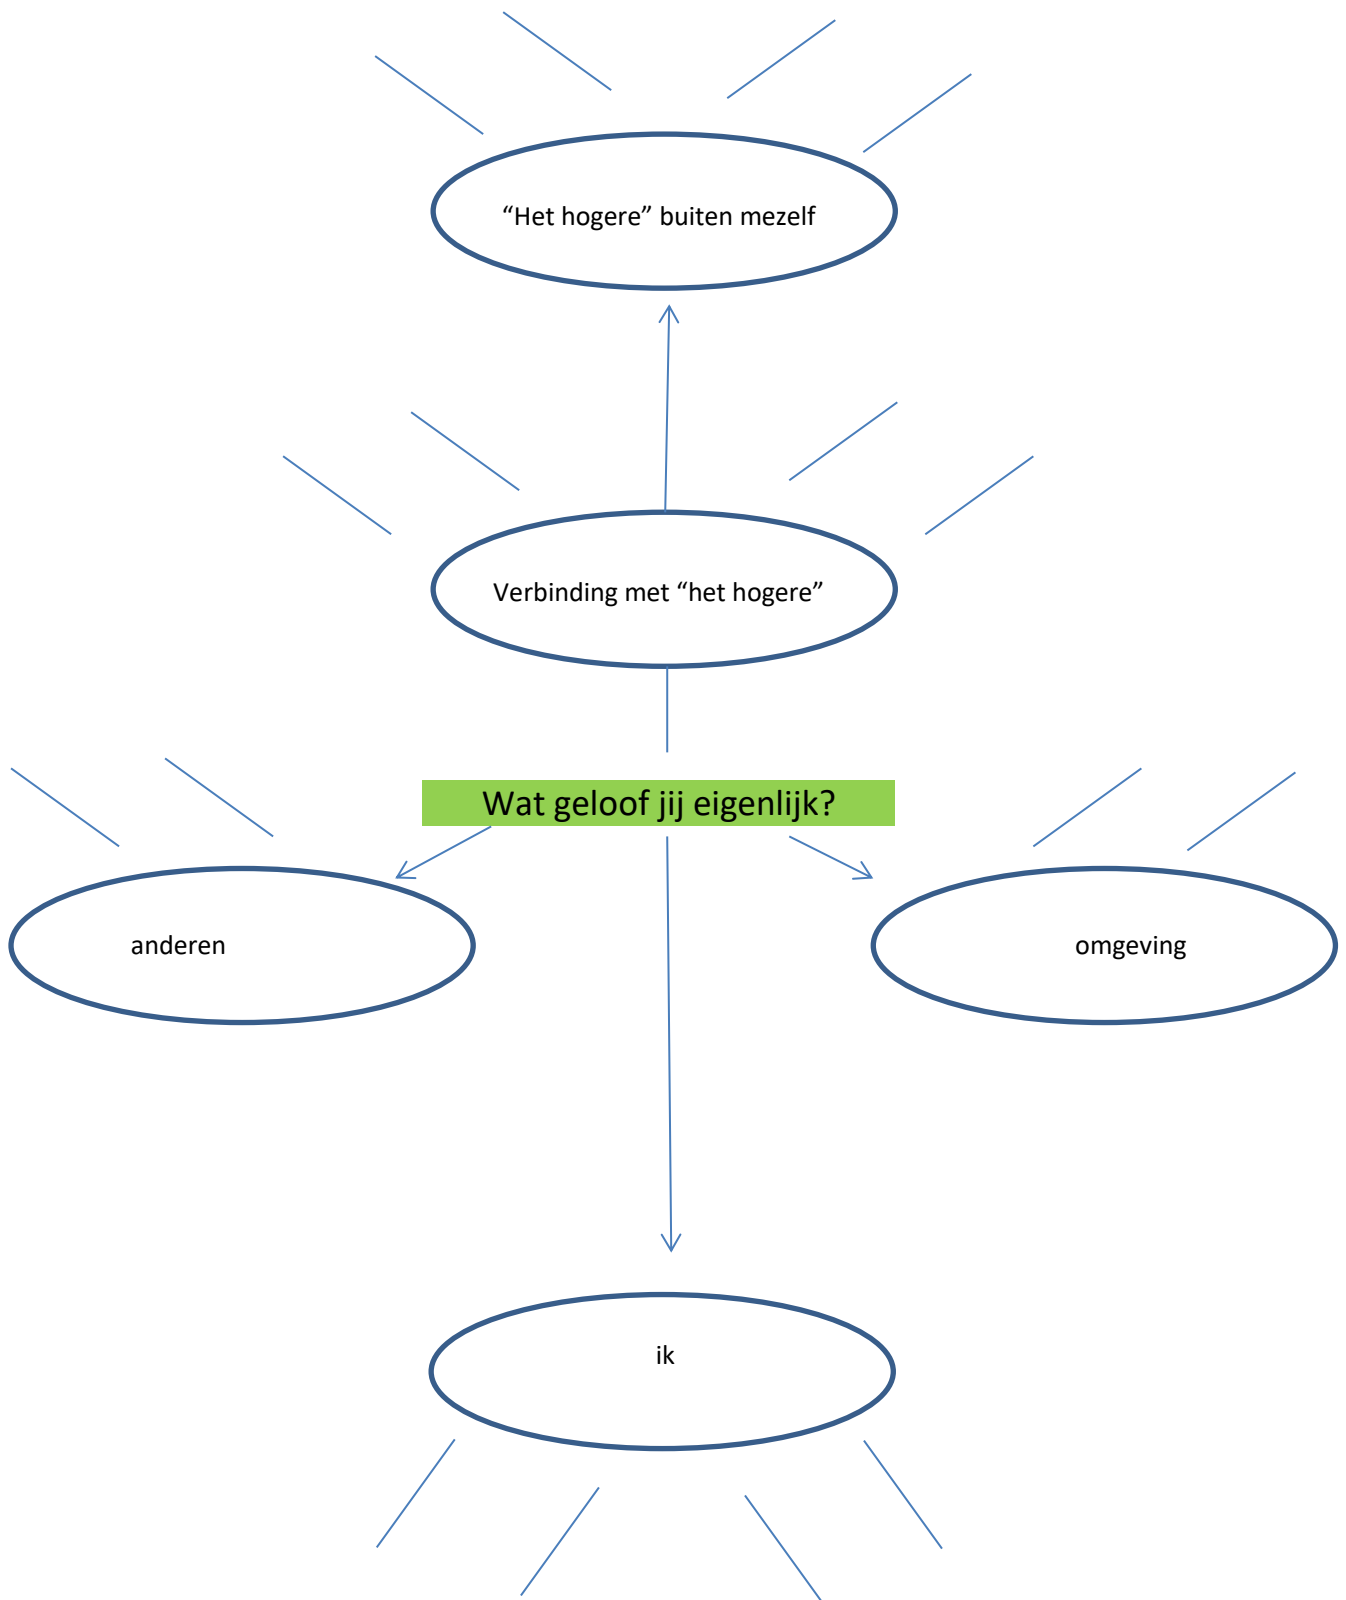 “Het hogere” buiten mezelf
Verbinding met “het hogere”
Wat geloof jij eigenlijk?
anderen
omgeving
ik